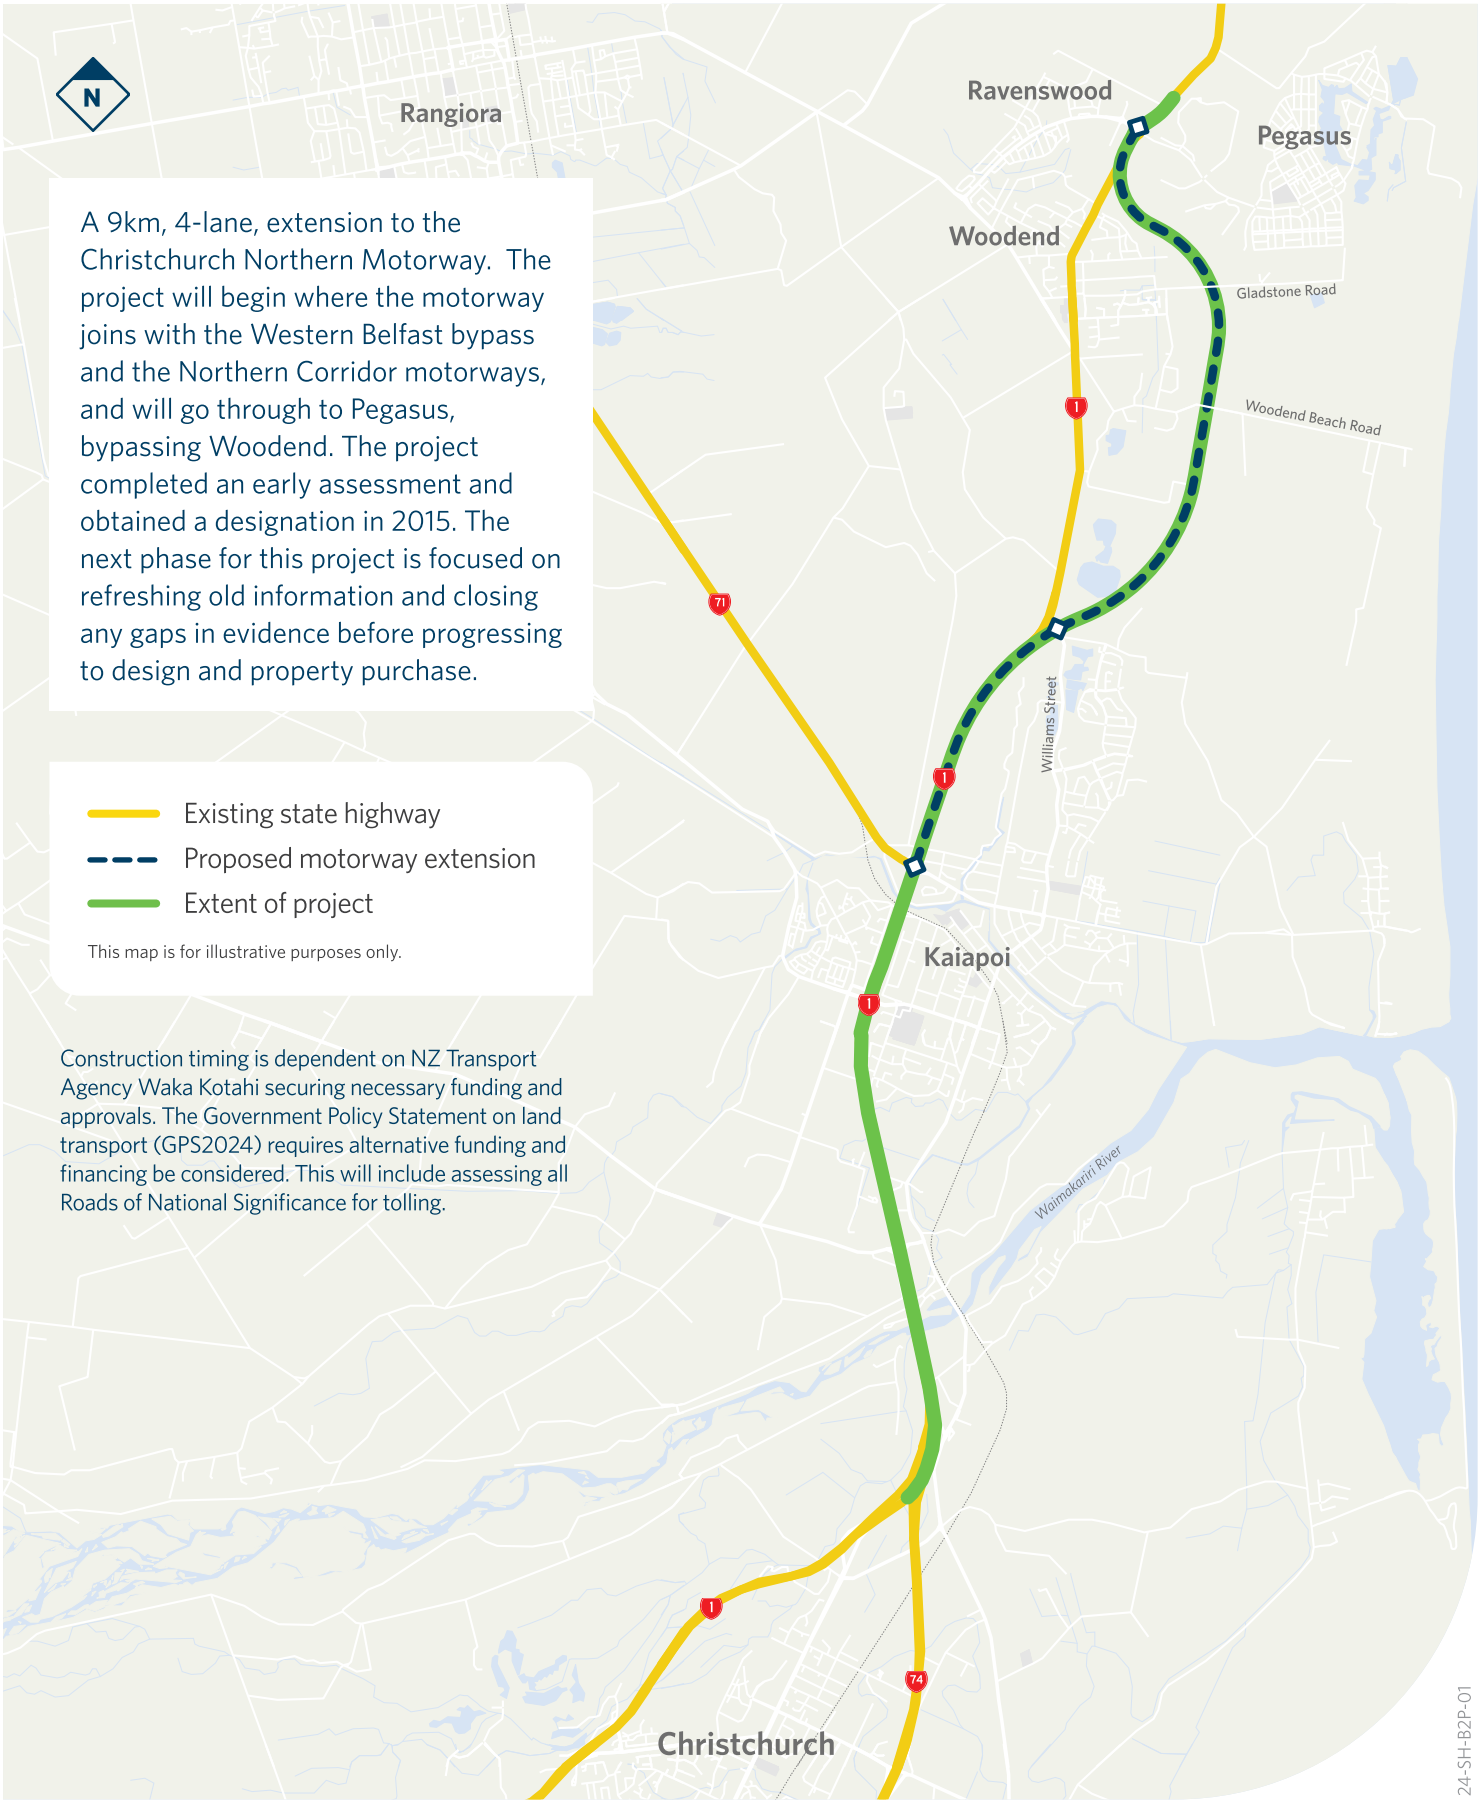 N
Rangiora
Ravenswood
Pegasus
Woodend
Gladstone Road
Woodend Beach Road
A 9km, 4-lane, extension to the
Christchurch Northern Motorway.  The
project will begin where the motorway
joins with the Western Belfast bypass
and the Northern Corridor motorways,
and will go through to Pegasus,
bypassing Woodend. The project
completed an early assessment and
obtained a designation in 2015. The
next phase for this project is focused on
refreshing old information and closing
any gaps in evidence before progressing
to design and property purchase.
1
71
Williams Street
1
Existing state highway
Proposed motorway extension
Extent of project
This map is for illustrative purposes only.
Kaiapoi
1
Construction timing is dependent on NZ Transport
Agency Waka Kotahi securing necessary funding and
approvals. The Government Policy Statement on land
transport (GPS2024) requires alternative funding and
financing be considered. This will include assessing all
Roads of National Significance for tolling.
Waimakariri River
1
74
Christchurch
24-SH-B2P-01